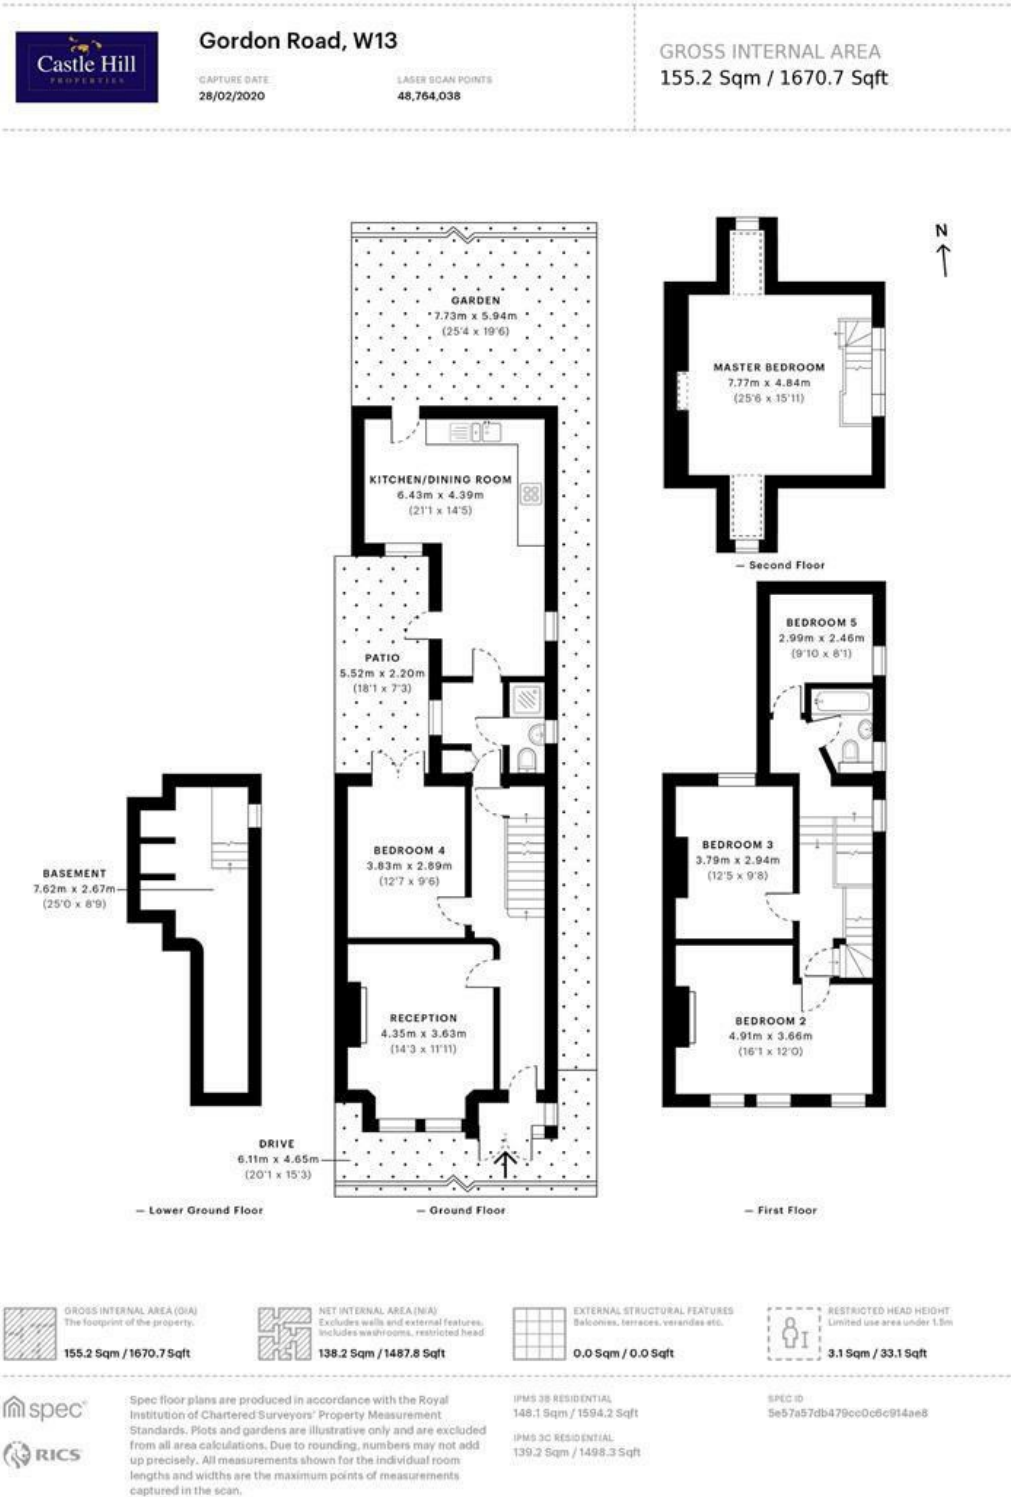 Castle Hill
PROPERTIES
Gordon Road, W13
CAPTURE DATE
28/02/2020
LASER SCAN POINTS
48,764,038
GROSS INTERNAL AREA
155.2 Sqm / 1670.7 Sqft
N
GARDEN
7.73m x 5.94m
(25'4 x 19'6)
MASTER BEDROOM
7.77m x 4.84m
(25'6 x 15'11)
KITCHEN/DINING ROOM
6.43m x 4.39m
(21'1 x 14'5)
— Second Floor
BEDROOM 5
2.99m x 2.46m
(9'10 x 8'1)
PATIO
5.52m x 2.20m
(18'1 x 7'3)
BEDROOM 4
3.83m x 2.89m
(12'7 x 9'6)
BEDROOM 3
3.79m x 2.94m
(12'5 x 9'8)
BASEMENT
7.62m x 2.67m
(25'0 x 8'9)
RECEPTION
4.35m x 3.63m
(14'3 x 11'11)
BEDROOM 2
4.91m x 3.66m
(16'1 x 12'0)
DRIVE
6.11m x 4.65m
(20'1 x 15'3)
— Lower Ground Floor
— Ground Floor
— First Floor
GROSS INTERNAL AREA (GIA)
The footprint of the property.
155.2 Sqm / 1670.7 Sqft
NET INTERNAL AREA (NIA)
Excludes walls and external features.
Includes washrooms, restricted head
138.2 Sqm / 1487.8 Sqft
EXTERNAL STRUCTURAL FEATURES
Balconies, terraces, verandas etc.
0.0 Sqm / 0.0 Sqft
RESTRICTED HEAD HEIGHT
Limited use area under 1.5m
3.1 Sqm / 33.1 Sqft
spec
RICS
Spec floor plans are produced in accordance with the Royal
Institution of Chartered Surveyors' Property Measurement
Standards. Plots and gardens are illustrative only and are excluded
from all area calculations. Due to rounding, numbers may not add
up precisely. All measurements shown for the individual room
lengths and widths are the maximum points of measurements
captured in the scan.
IPMS 3B RESIDENTIAL
148.1 Sqm / 1594.2 Sqft
IPMS 3C RESIDENTIAL
139.2 Sqm / 1498.3 Sqft
SPEC ID
5e57a57db479cc0c6c914ae8